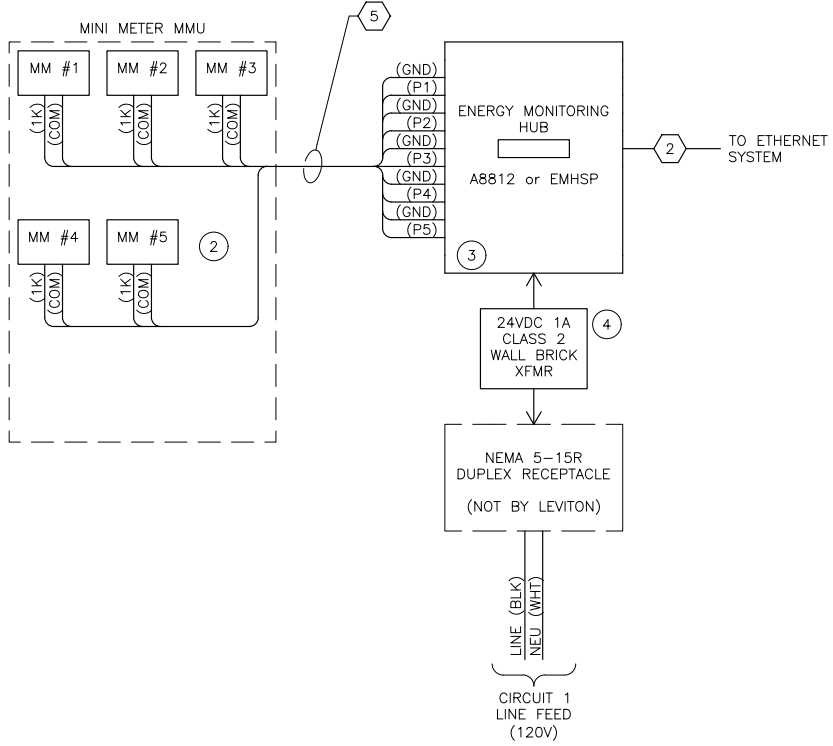 MINI METER MMU
5
MM #1
MM #2
MM #3
(1K)
(COM)
(1K)
(COM)
(1K)
(COM)
MM #4
MM #5
2
(1K)
(COM)
(1K)
(COM)
(GND)
(P1)
(GND)
(P2)
(GND)
(P3)
(GND)
(P4)
(GND)
(P5)
ENERGY MONITORING
HUB
A8812 or EMHSP
3
2
TO ETHERNET
SYSTEM
24VDC 1A
CLASS 2
WALL BRICK
XFMR
4
NEMA 5-15R
DUPLEX RECEPTACLE
(NOT BY LEVITON)
LINE (BLK)
NEU (WHT)
CIRCUIT 1
LINE FEED
(120V)